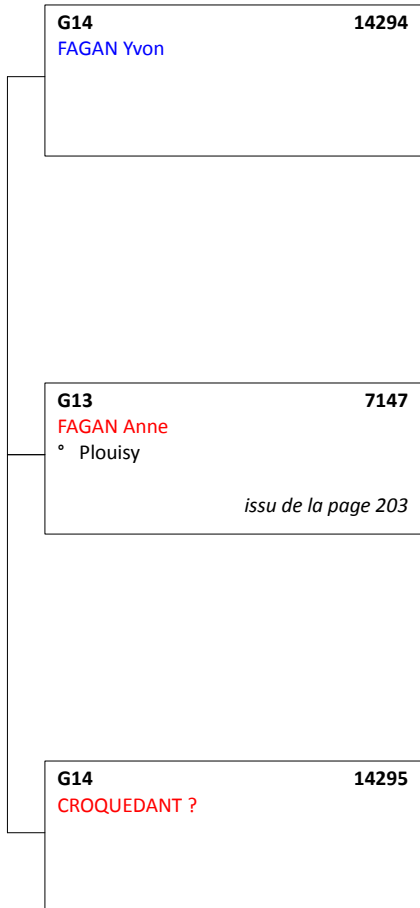 G14 14294
FAGAN Yvon
G13 7147
FAGAN Anne
° Plouisy
issu de la page 203
G14 14295
CROQUEDANT ?